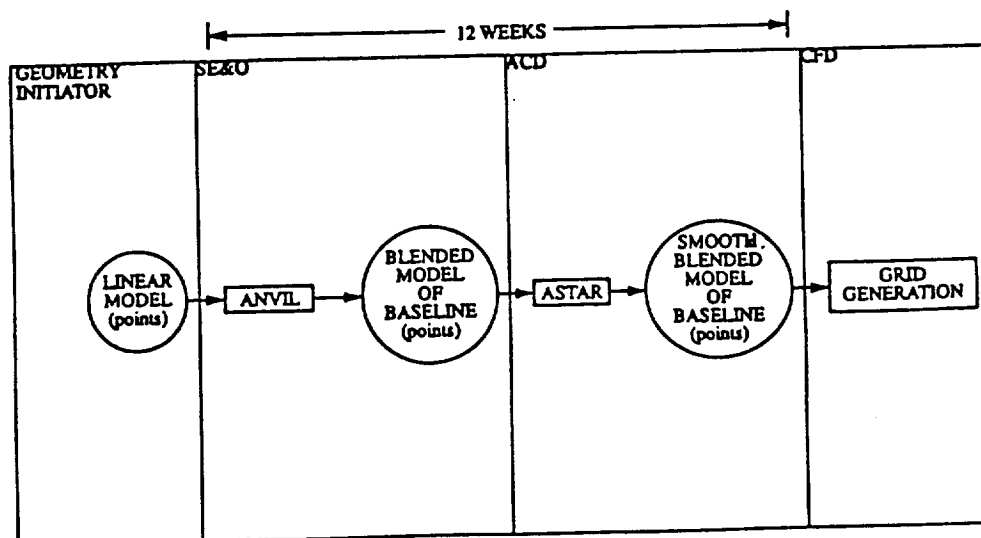 12 WEEKS
GEOMETRY
INITIATOR
SE&O
ACD
CFD
LINEAR
MODEL
(points)
ANVIL
BLENDED
MODEL
OF
BASELINE
(points)
ASTAR
SMOOTH
BLENDED
MODEL
OF
BASELINE
(points)
GRID
GENERATION